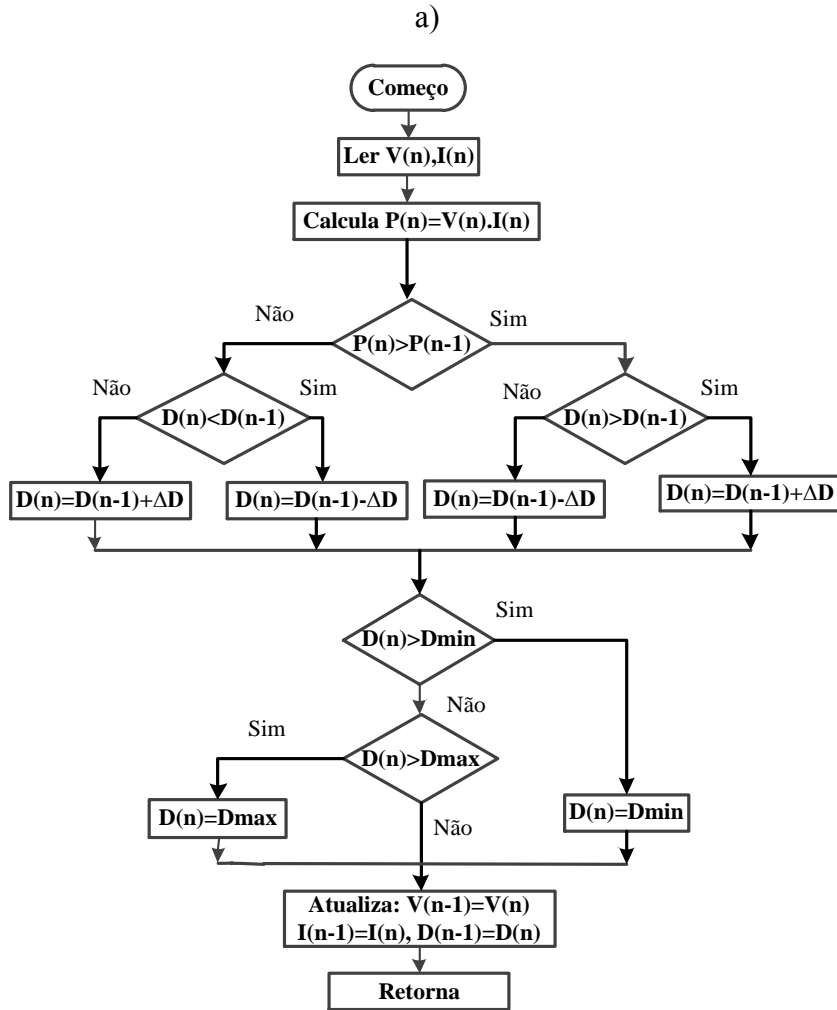 a)
Começo
Ler V(n),I(n)
Calcula P(n)=V(n).I(n)
Não
Sim
P(n)>P(n-1)
Não
Sim
Não
Sim
D(n)<D(n-1)
D(n)>D(n-1)
D(n)=D(n-1)+ΔD
D(n)=D(n-1)-ΔD
D(n)=D(n-1)-ΔD
D(n)=D(n-1)+ΔD
Sim
D(n)>Dmin
Não
Sim
D(n)>Dmax
D(n)=Dmax
D(n)=Dmin
Não
Atualiza: V(n-1)=V(n)
I(n-1)=I(n), D(n-1)=D(n)
Retorna